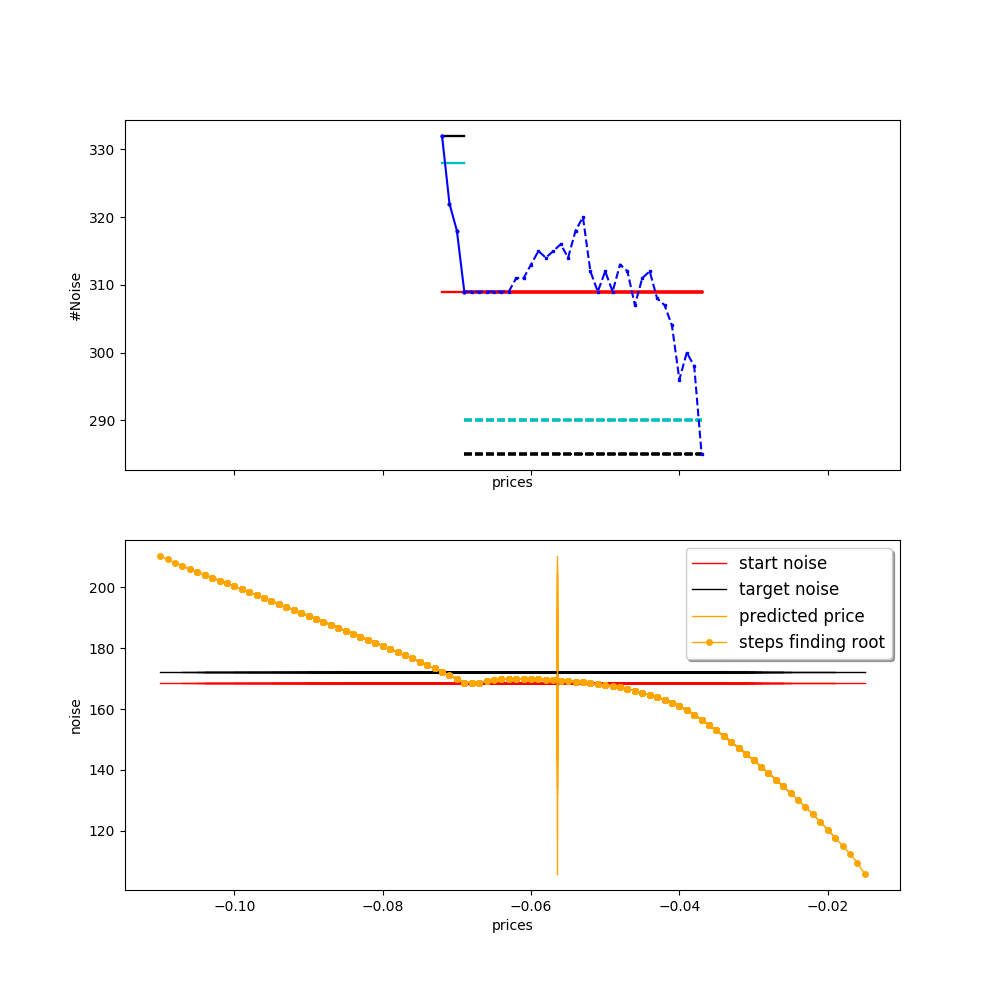 330
320
310
300
290
#Noise
prices
200
180
160
140
120
noise
start noise
target noise
predicted price
steps finding root
−0.10
−0.08
−0.06
−0.04
−0.02
prices